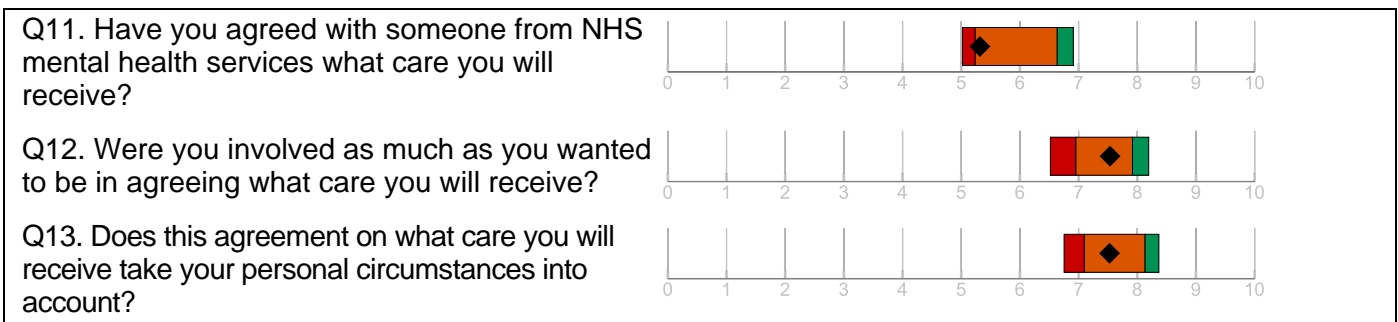 Q11. Have you agreed with someone from NHS
mental health services what care you will
receive?
0 1 2 3 4 5 6 7 8 9 10
Q12. Were you involved as much as you wanted
to be in agreeing what care you will receive?
0 1 2 3 4 5 6 7 8 9 10
Q13. Does this agreement on what care you will
receive take your personal circumstances into
account?
0 1 2 3 4 5 6 7 8 9 10